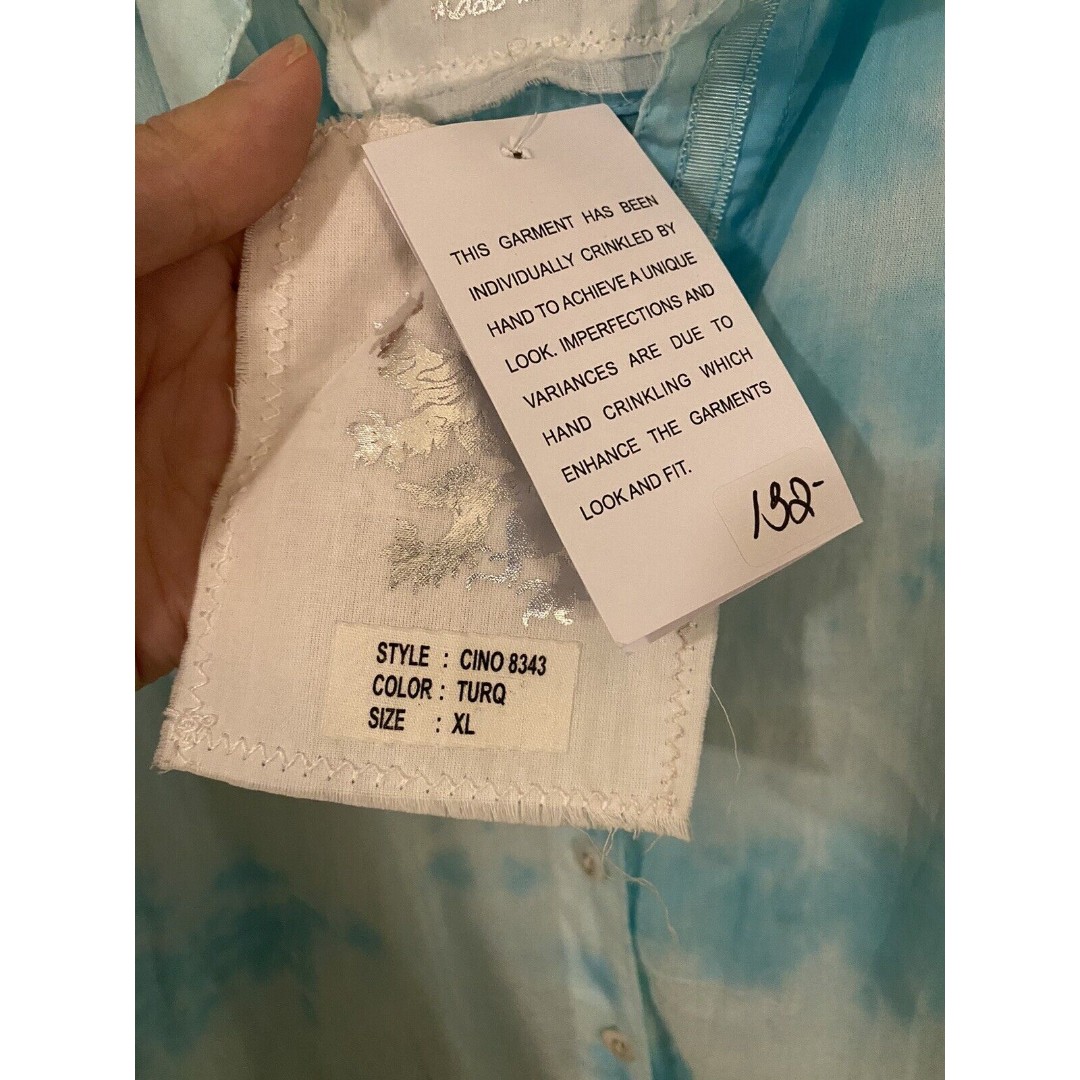 THIS GARMENT HAS BEEN
INDIVIDUALLY CRINKLED BY
HAND TO ACHIEVE A UNIQUE
LOOK. IMPERFECTIONS AND
VARIANCES ARE DUE TO
HAND CRINKLING WHICH
ENHANCE THE GARMENTS
LOOK AND FIT.
132-
STYLE : CINO 8343
COLOR : TURQ
SIZE : XL